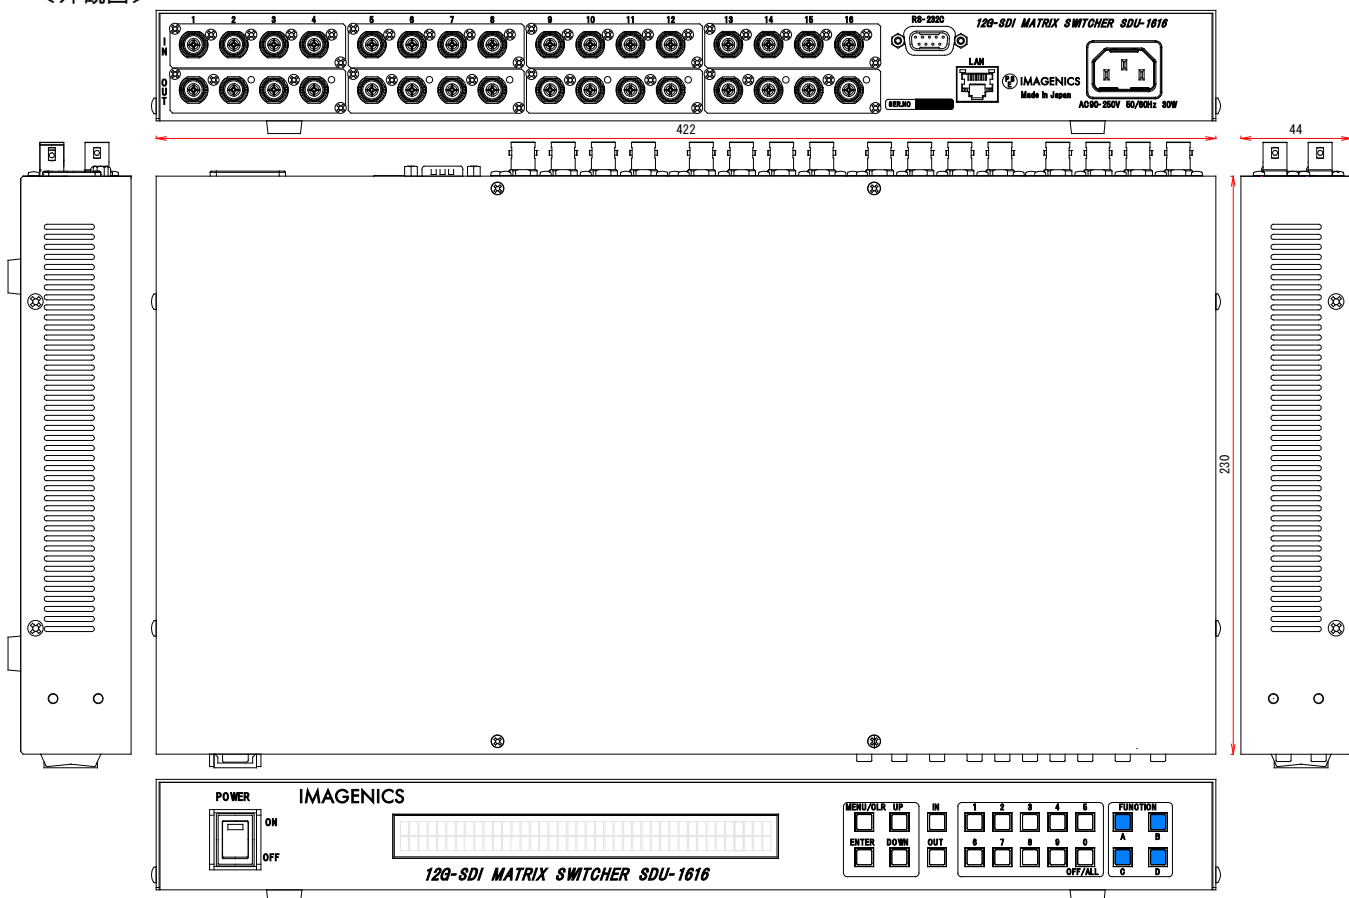 1 2 3 4 5 6 7 8 9 10 11 12 13 14 15 16
RS-232C
12G-SDI MATRIX SWITCHER SDU-1616
IN
OUT
LAN
IMAGENICS
Made in Japan
SER.NO
AC90-250V 50/60Hz 30W
422
44
230
POWER
ON
OFF
IMAGENICS
12G-SDI MATRIX SWITCHER SDU-1616
MENU/CLR UP IN
ENTER DOWN OUT
1 2 3 4 5
6 7 8 9 0
OFF/ALL
FUNCTION
A B
C D